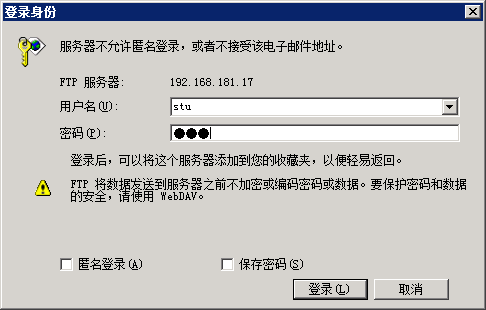 登录身份
服务器不允许匿名登录，或者不接受该电子邮件地址。
FTP 服务器: 192.168.181.17
用户名(U): stu
密码(P): ●●●
登录后，可以将这个服务器添加到您的收藏夹，以便轻易返回。
FTP 将数据发送到服务器之前不加密或编码密码或数据。要保护密码和数据
的安全，请使用 WebDAV。
匿名登录(A) 保存密码(S)
登录(L) 取消